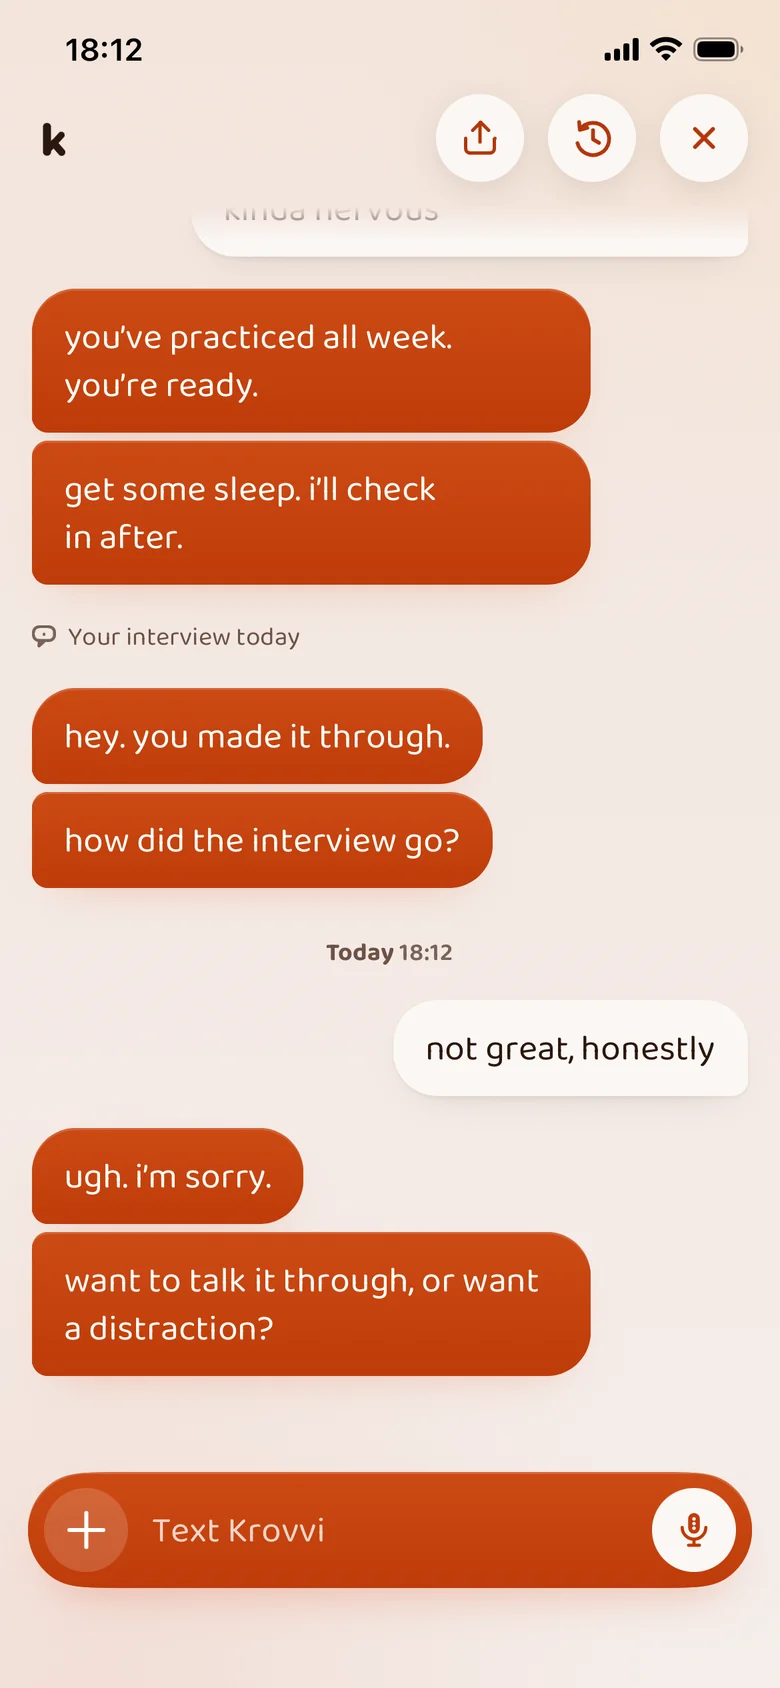 18:12
k
kinda nervous
you've practiced all week.
you're ready.
get some sleep. i'll check
in after.
Your interview today
hey. you made it through.
how did the interview go?
Today 18:12
not great, honestly
ugh. i'm sorry.
want to talk it through, or want
a distraction?
Text Krovvi